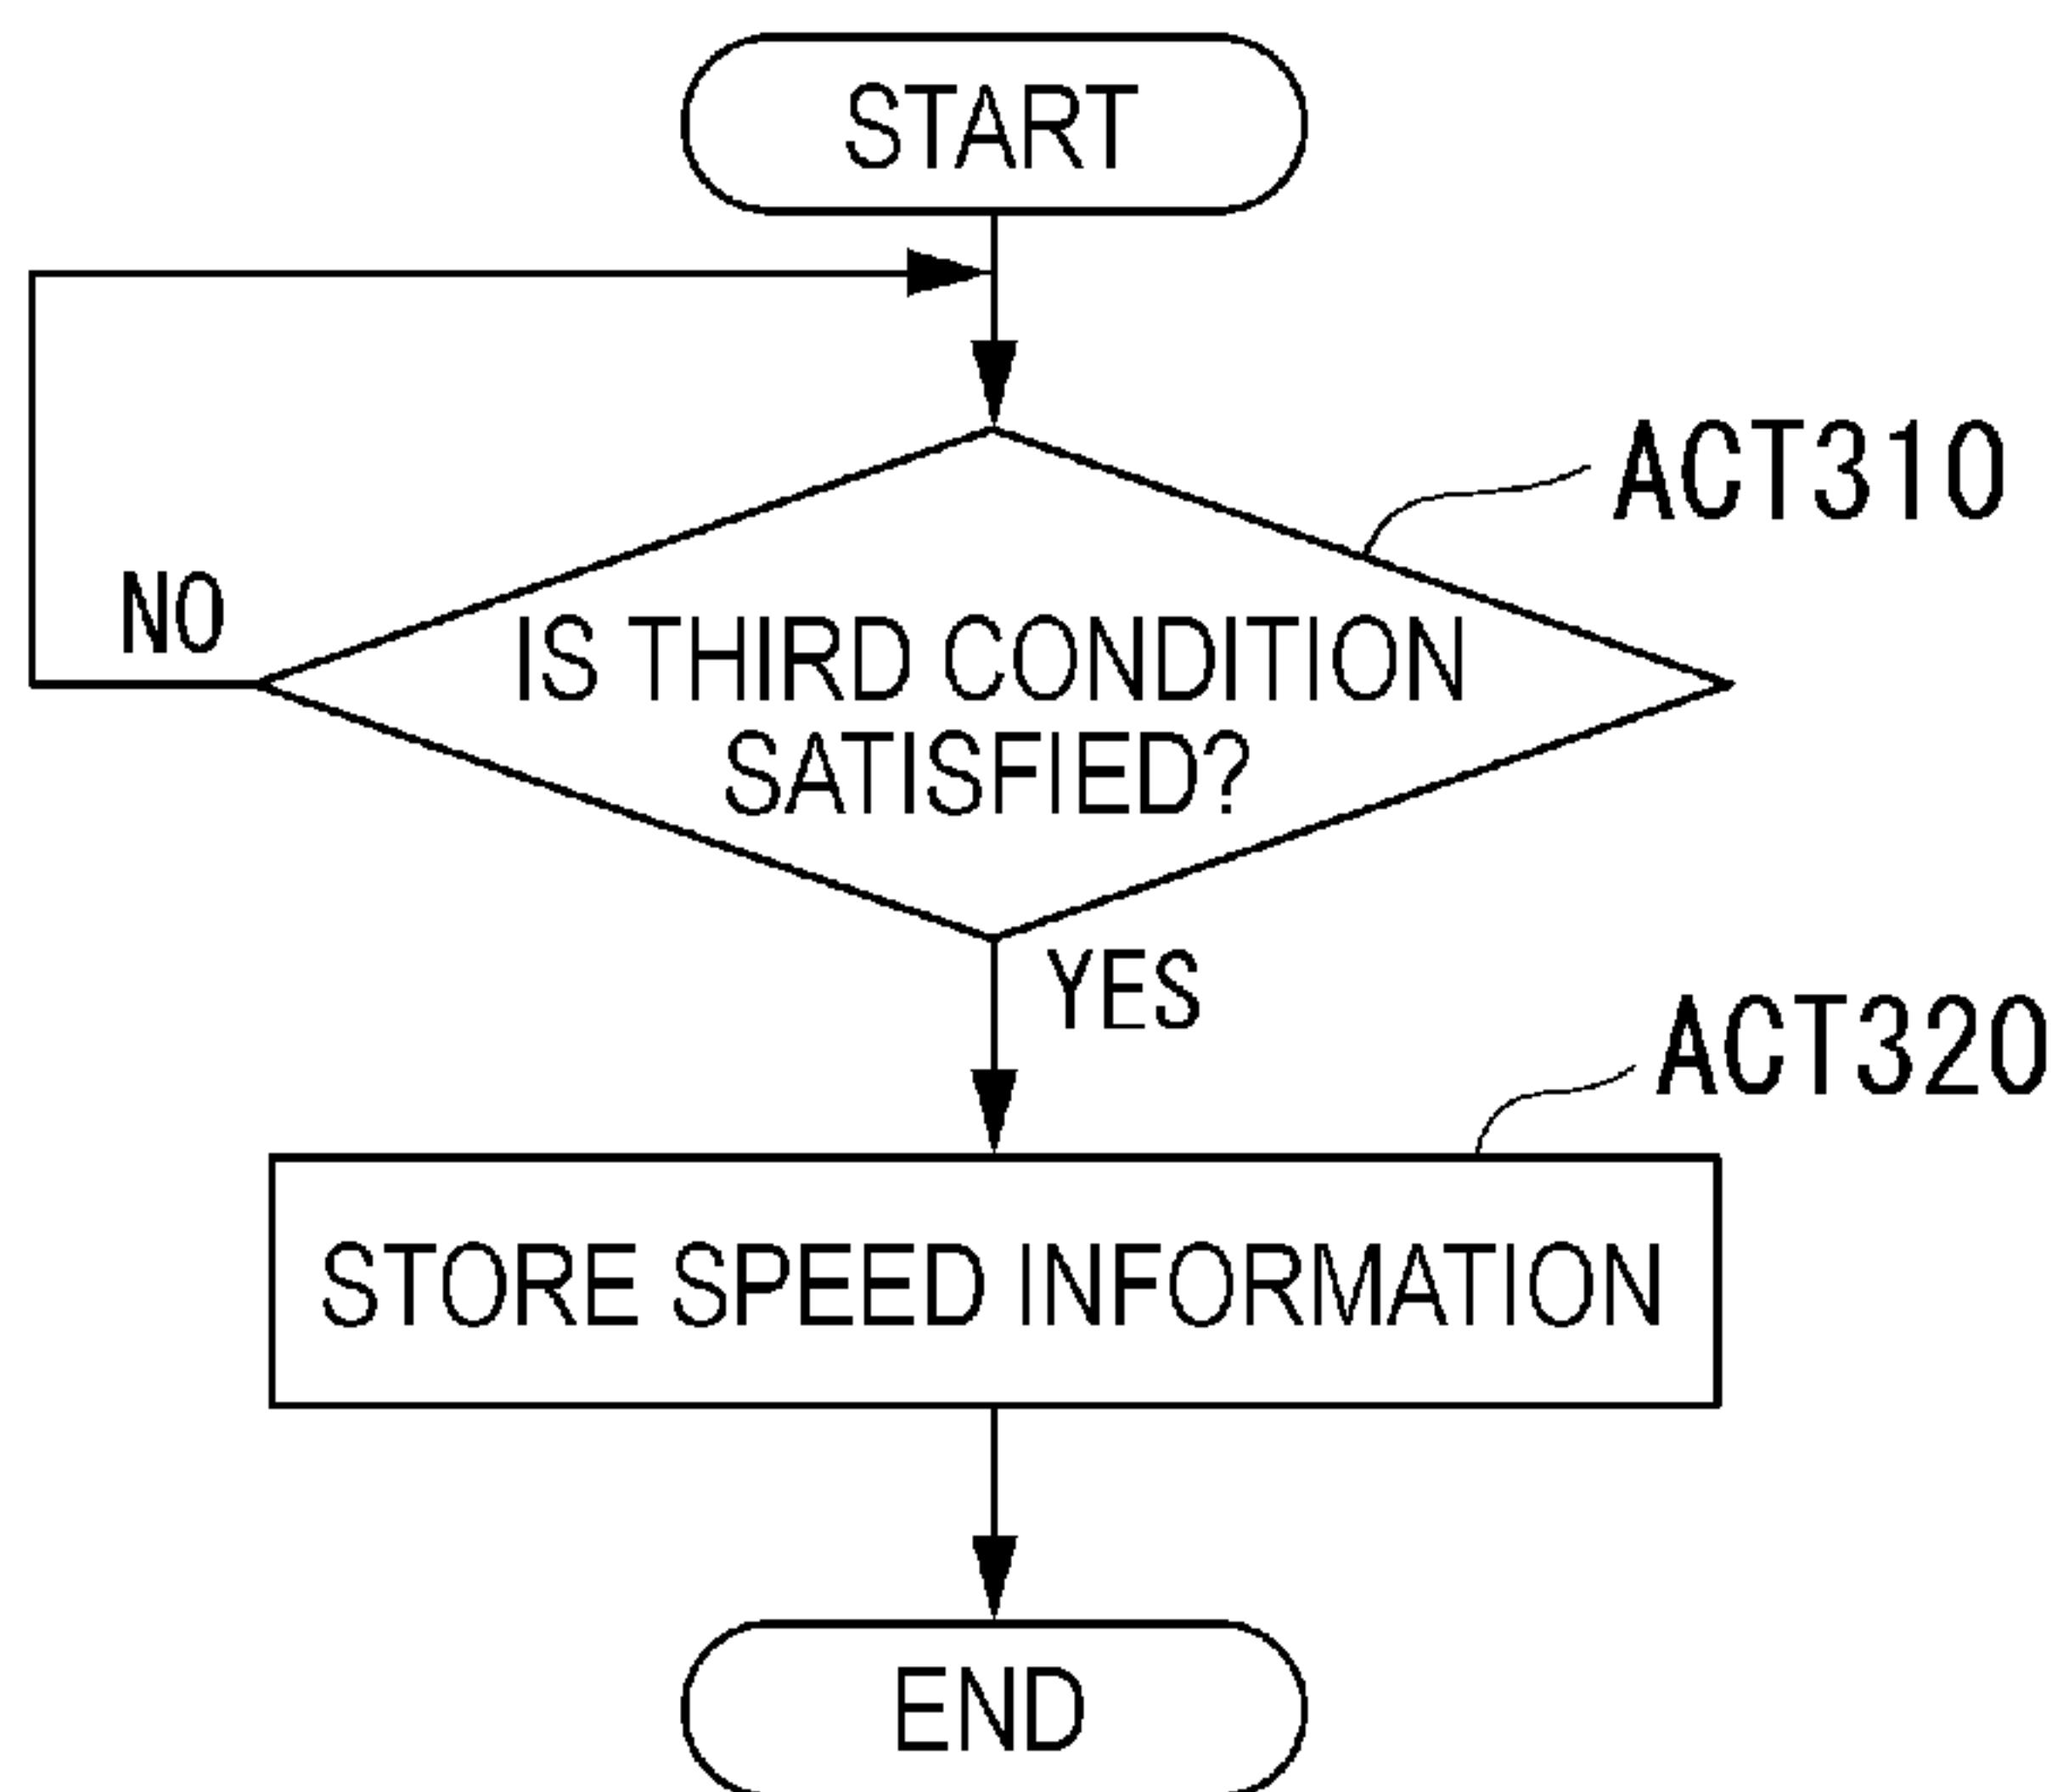 START
ACT310
NO
IS THIRD CONDITION
SATISFIED?
YES
ACT320
STORE SPEED INFORMATION
END